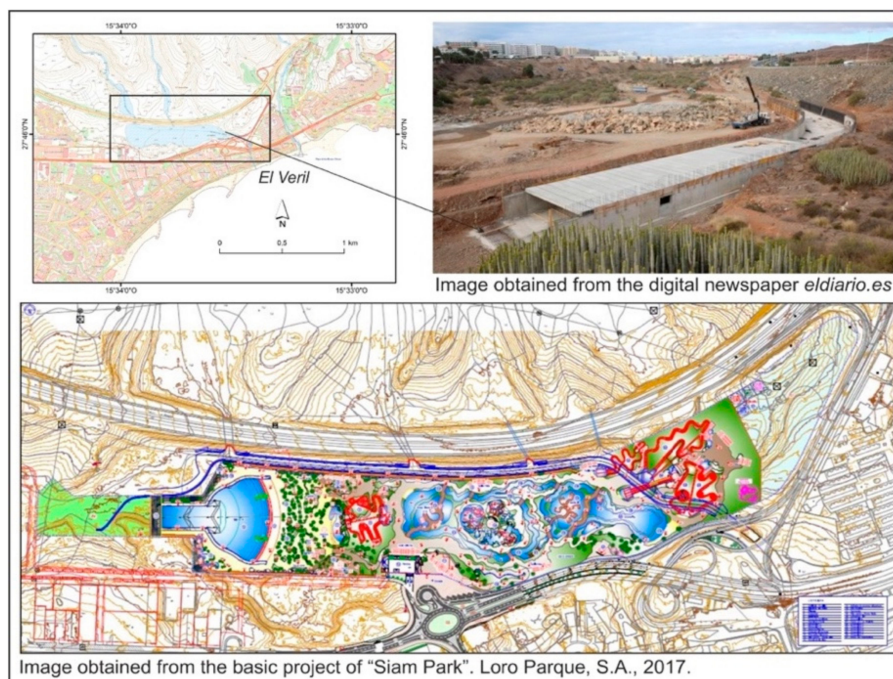 15°34'0"O 15°33'0"O
27°46'0"N
27°46'0"N
El Veril
N
0 0.5 1 km
15°34'0"O 15°33'0"O
Image obtained from the digital newspaper eldiario.es
Image obtained from the basic project of “Siam Park”. Loro Parque, S.A., 2017.